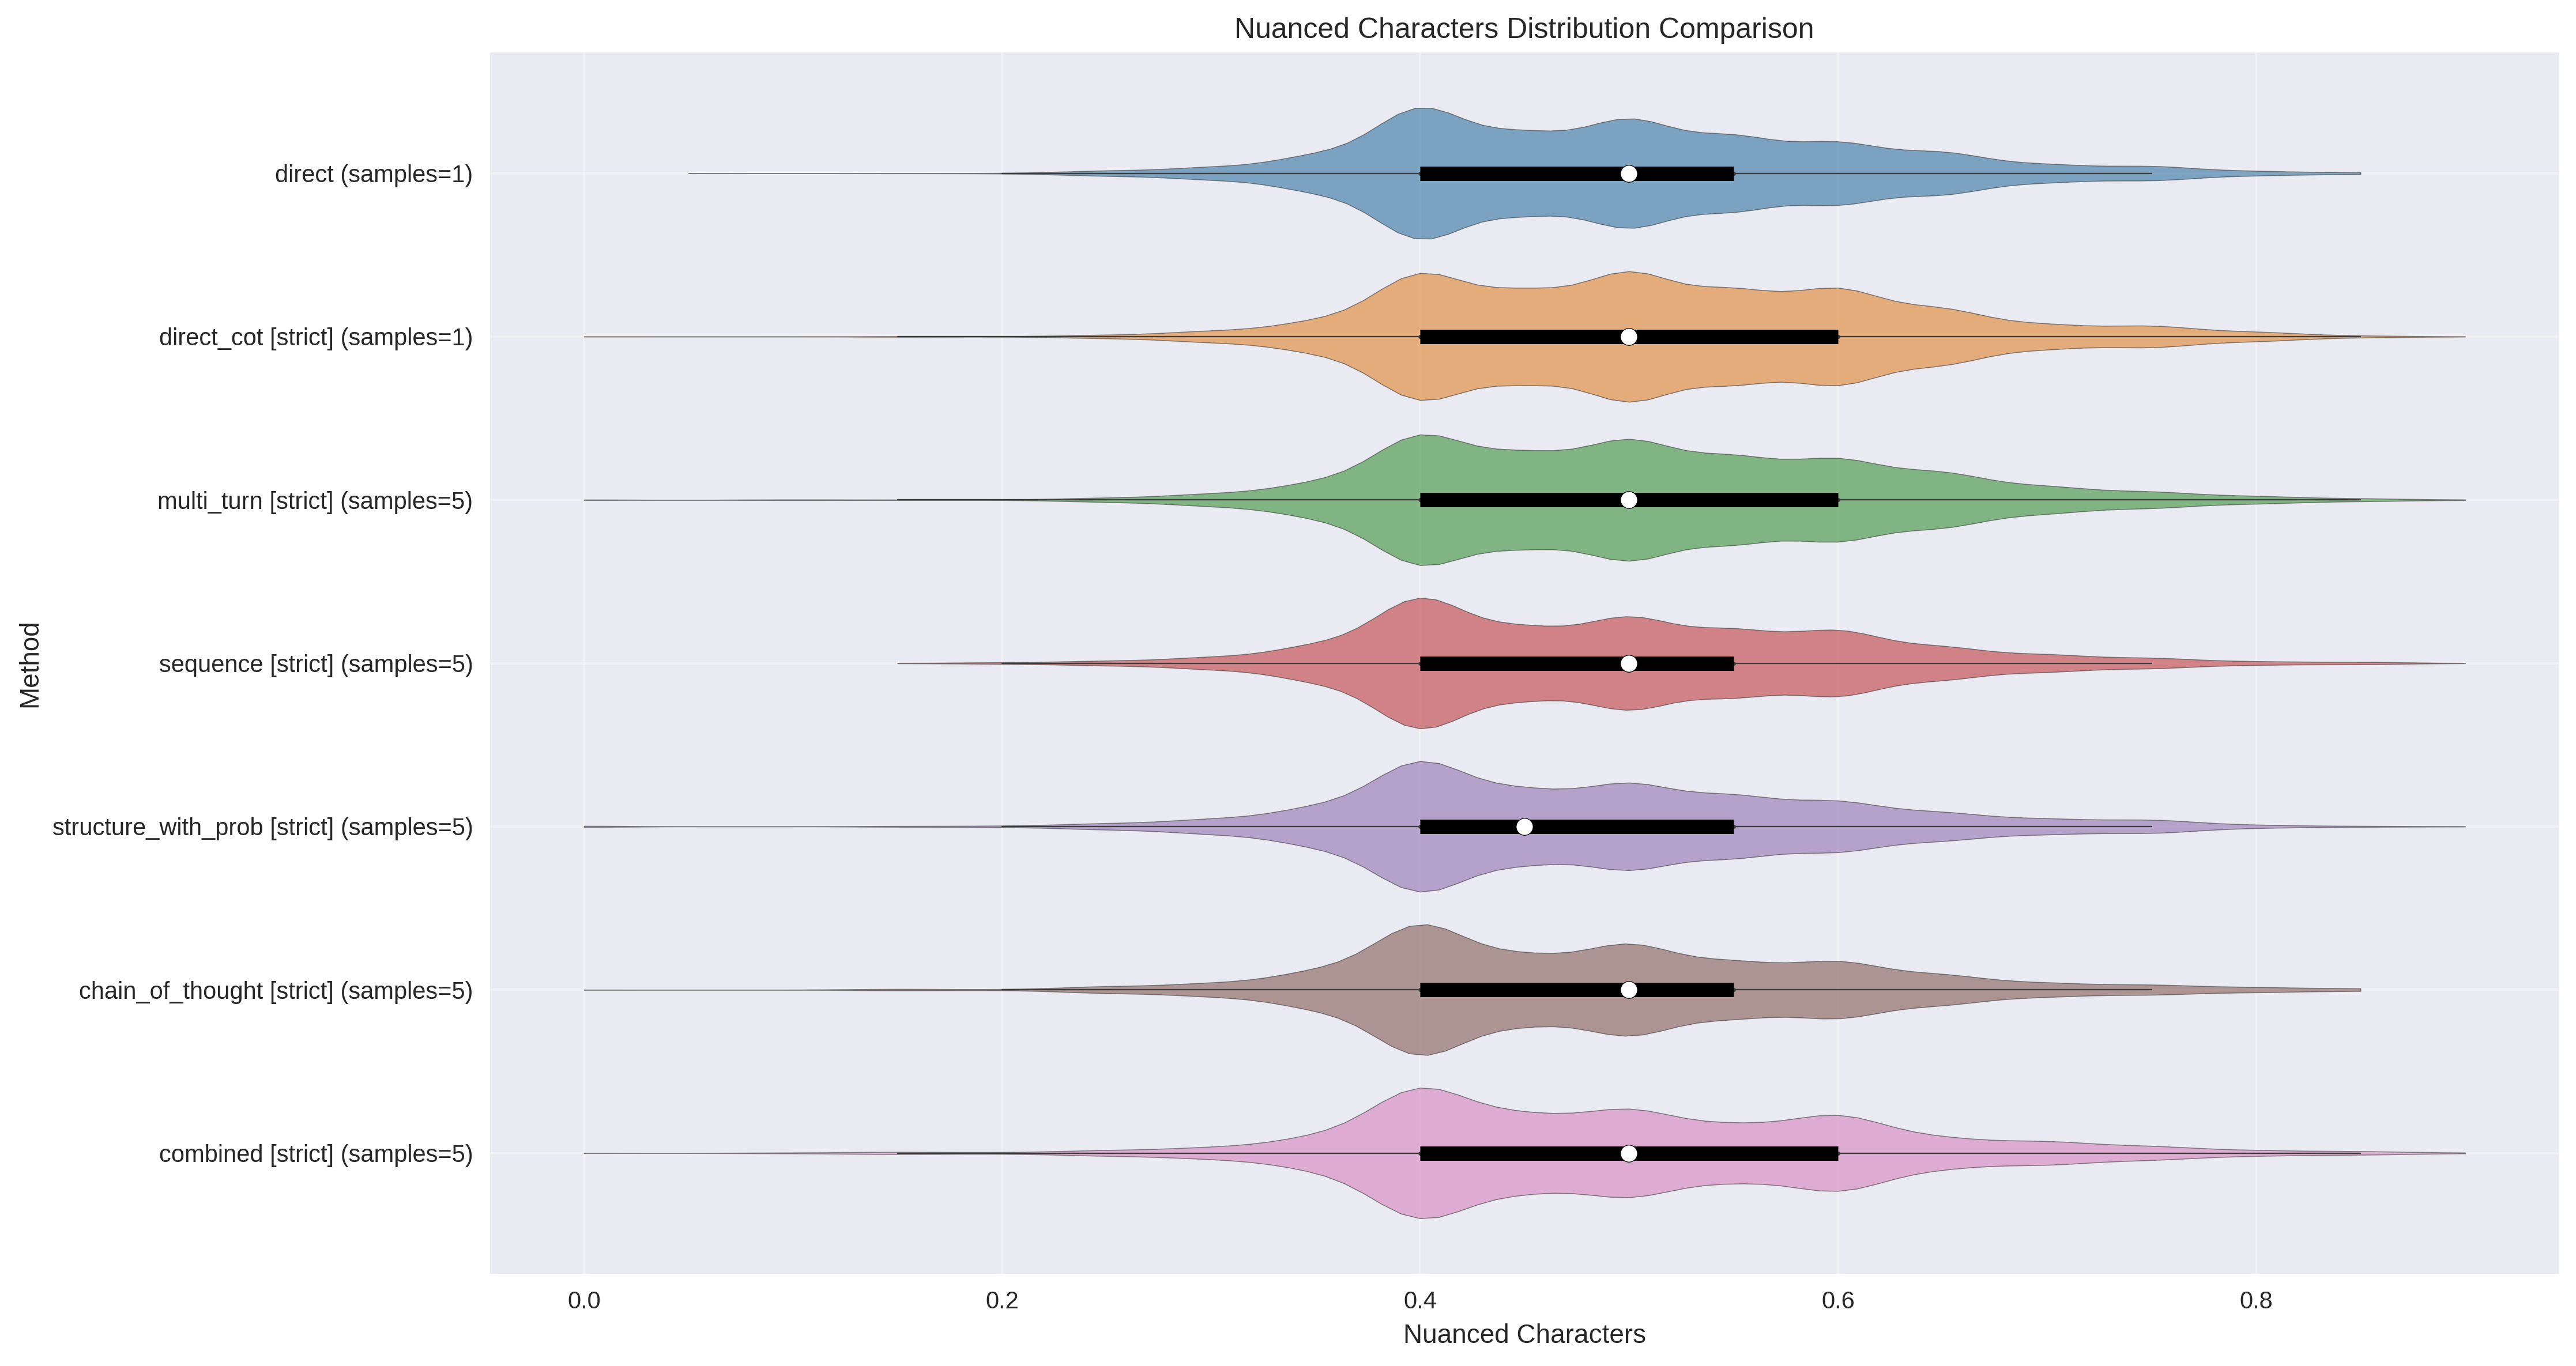 Nuanced Characters Distribution Comparison
Method
direct (samples=1)
direct_cot [strict] (samples=1)
multi_turn [strict] (samples=5)
sequence [strict] (samples=5)
structure_with_prob [strict] (samples=5)
chain_of_thought [strict] (samples=5)
combined [strict] (samples=5)
0.0 0.2 0.4 0.6 0.8
Nuanced Characters